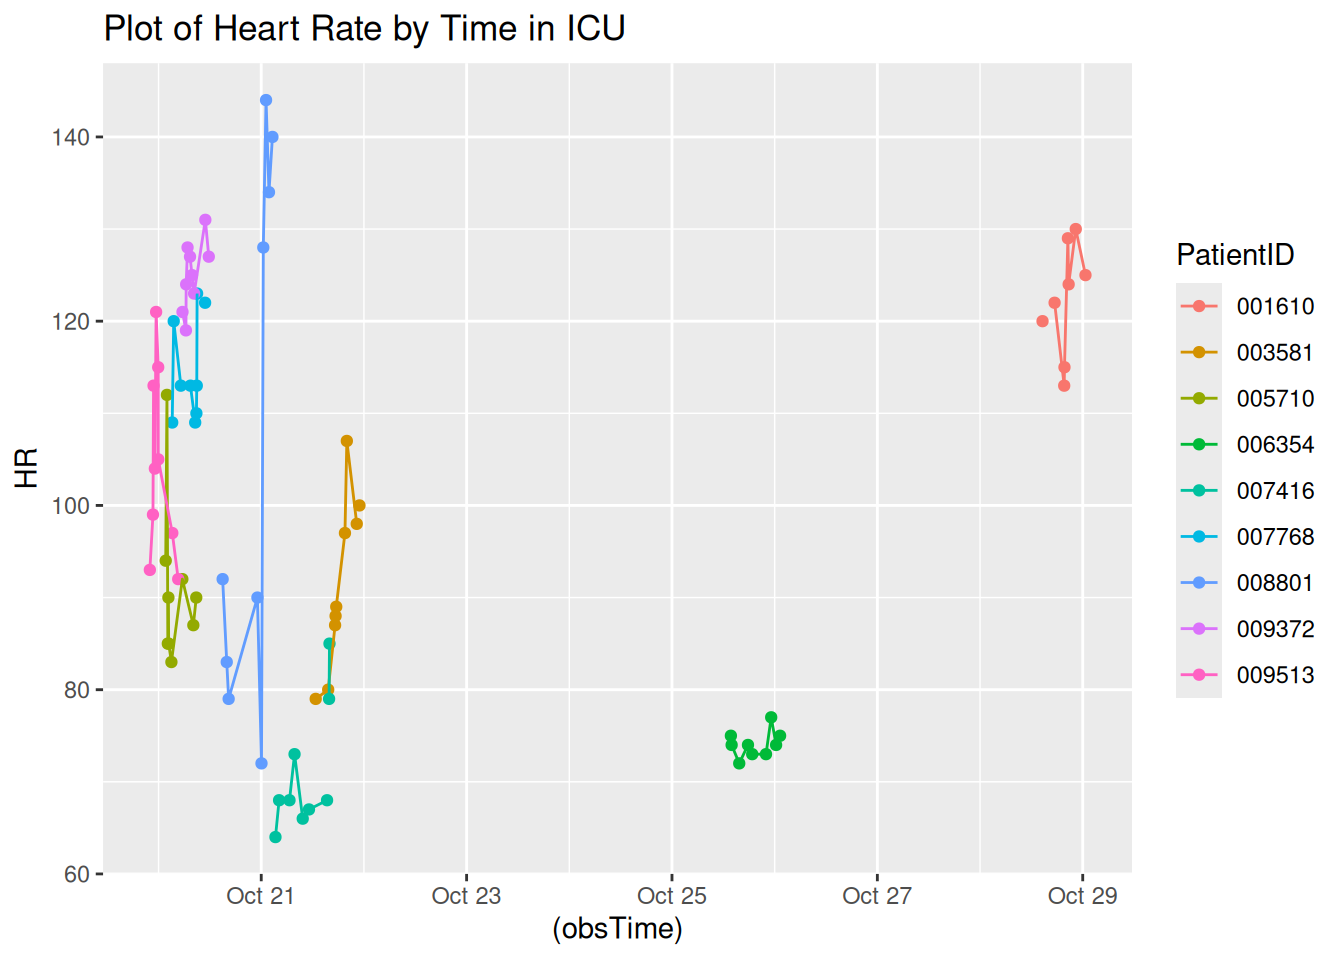 Plot of Heart Rate by Time in ICU
140
120
100
80
60
HR
Oct 21
Oct 23
Oct 25
Oct 27
Oct 29
(obsTime)
PatientID
001610
003581
005710
006354
007416
007768
008801
009372
009513